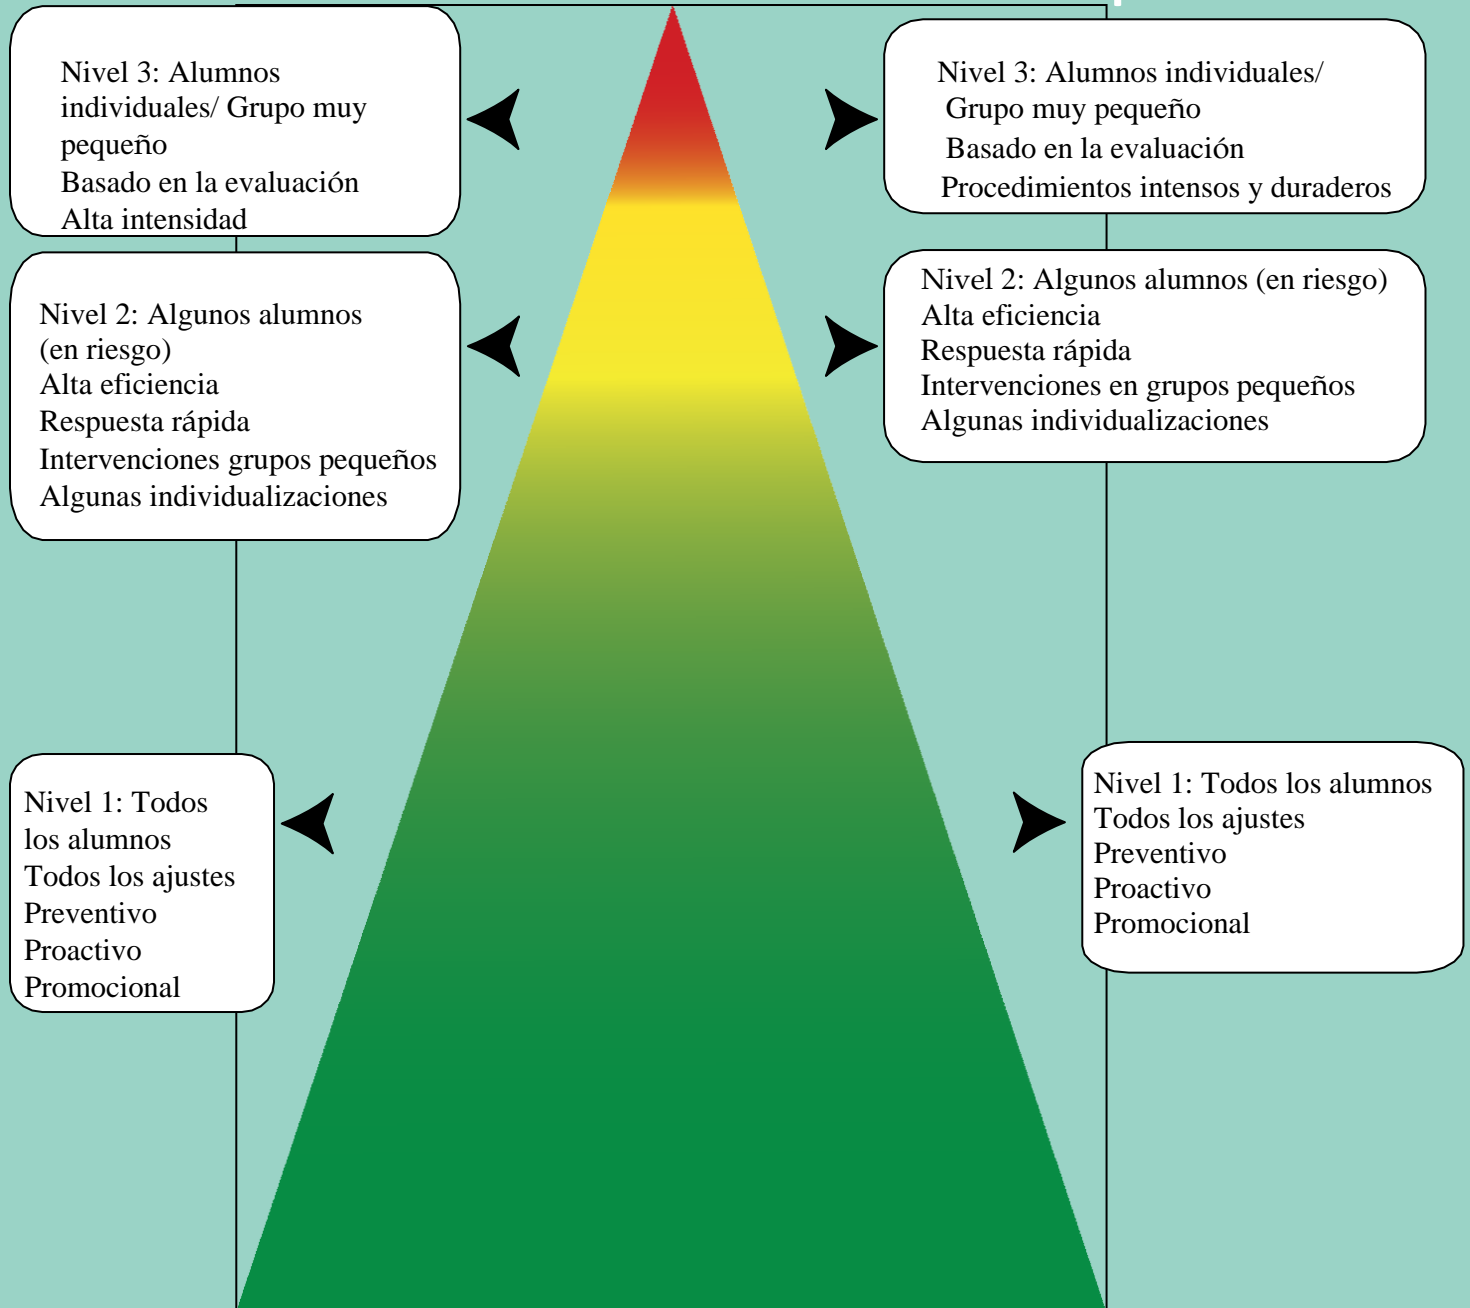 Nivel 3: Alumnos
individuales/ Grupo muy
pequeño
Basado en la evaluación
Alta intensidad
Nivel 2: Algunos alumnos
(en riesgo)
Alta eficiencia
Respuesta rápida
Intervenciones grupos pequeños
Algunas individualizaciones
Nivel 1: Todos
los alumnos
Todos los ajustes
Preventivo
Proactivo
Promocional
Nivel 3: Alumnos individuales/
Grupo muy pequeño
Basado en la evaluación
Procedimientos intensos y duraderos
Nivel 2: Algunos alumnos (en riesgo)
Alta eficiencia
Respuesta rápida
Intervenciones en grupos pequeños
Algunas individualizaciones
Nivel 1: Todos los alumnos
Todos los ajustes
Preventivo
Proactivo
Promocional